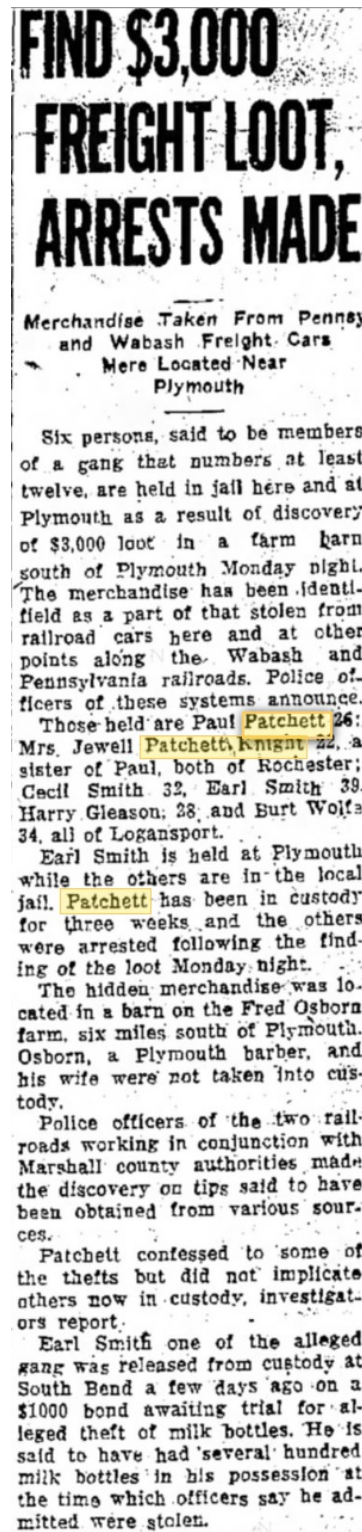 FIND $3,000
FREIGHT LOOT,
ARRESTS MADE
Merchandise Taken From Pennsy
and Wabash Freight Cars
Mere Located Near
Plymouth
Six persons, said to be members
of a gang that numbers at least
twelve, are held in jail here and at
Plymouth as a result of discovery
of $3,000 loot in a farm barn
south of Plymouth Monday night.
The merchandise has been identi-
field as a part of that stolen from
railroad cars here and at other
points along the Wabash and
Pennsylvania railroads. Police of-
ficers of these systems announce.
Those held are Paul Patchett 26;
Mrs. Jewell Patchett Knight 22, a
sister of Paul, both of Rochester;
Cecil Smith 32, Earl Smith 39,
Harry Gleason; 28; and Burt Wolfe
34, all of Logansport.
Earl Smith is held at Plymouth
while the others are in the local
jail. Patchett has been in custody
for three weeks and the others
were arrested following the find-
ing of the loot Monday night.
The hidden merchandise was lo-
cated in a barn on the Fred Osborn
farm, six miles south of Plymouth.
Osborn, a Plymouth barber, and
his wife were not taken into cus-
tody.
Police officers of the two rail-
roads working in conjunction with
Marshall county authorities made
the discovery on tips said to have
been obtained from various sour-
ces.
Patchett confessed to some of
the thefts but did not implicate
others now in custody, investigat-
ors report.
Earl Smith one of the alleged
gang was released from custody at
South Bend a few days ago on a
$1000 bond awaiting trial for al-
leged theft of milk bottles. He is
said to have had several hundred
milk bottles in his possession at
the time which officers say he ad-
mitted were stolen.